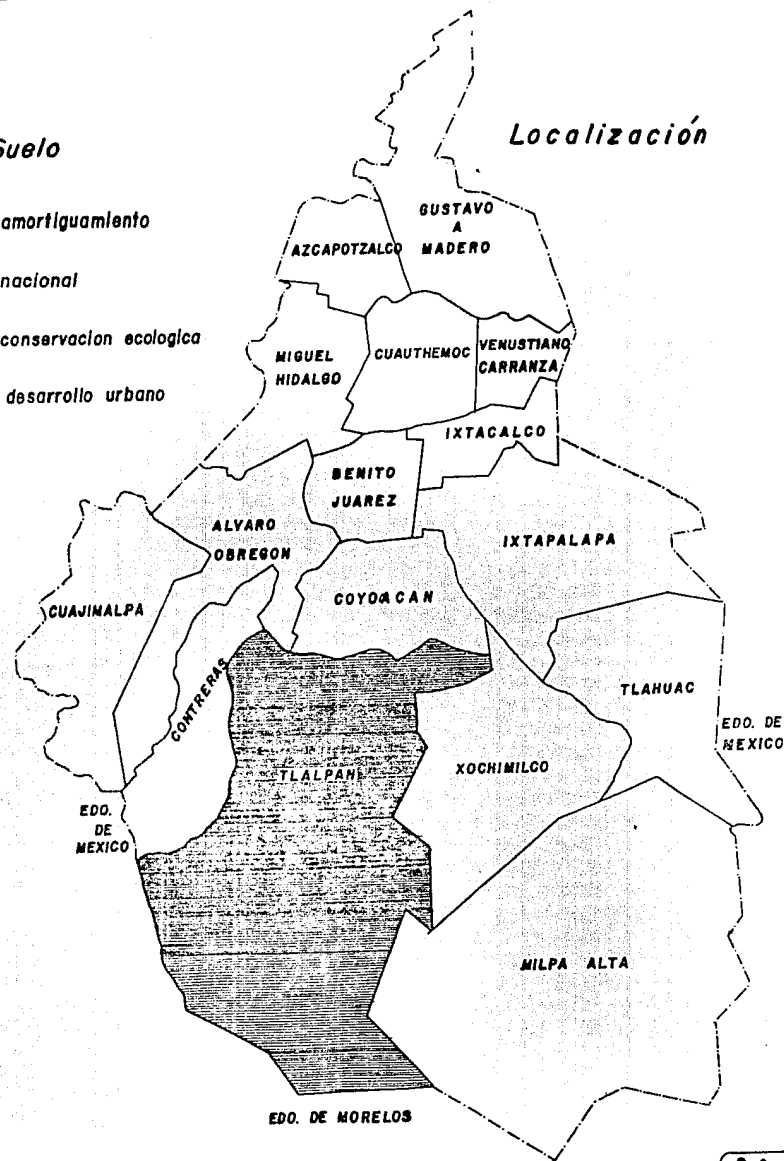 Suelo
Localización
amortiguamiento
nacional
conservacion ecologica
desarrollo urbano
GUSTAVO
A
MADERO
AZCAPOTZALCO
MIGUEL
HIDALGO
CUAUTHEMOC
VENUSTIANO
CARRANZA
IXTACALCO
BENITO
JUAREZ
ALVARO
OBREGON
IXTAPALAPA
CUAJIMALPA
COYOACAN
CONTRERAS
TLAHUAC
EDO. DE
MEXICO
TLALPAN
XOCHIMILCO
EDO.
DE
MEXICO
MILPA ALTA
EDO. DE MORELOS